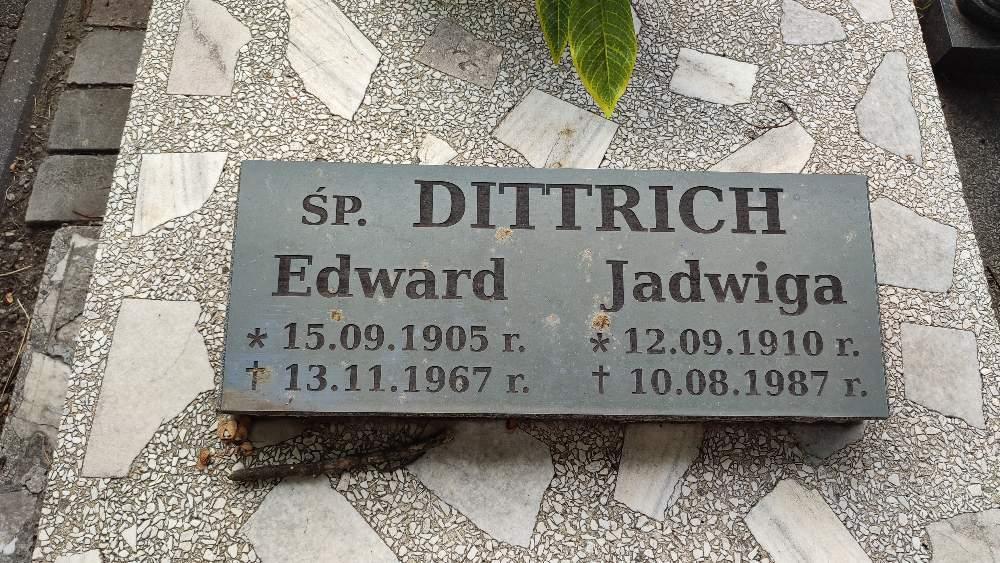 ŚP. DITTRICH
Edward Jadwiga
* 15.09.1905 r. * 12.09.1910 r.
† 13.11.1967 r. † 10.08.1987 r.